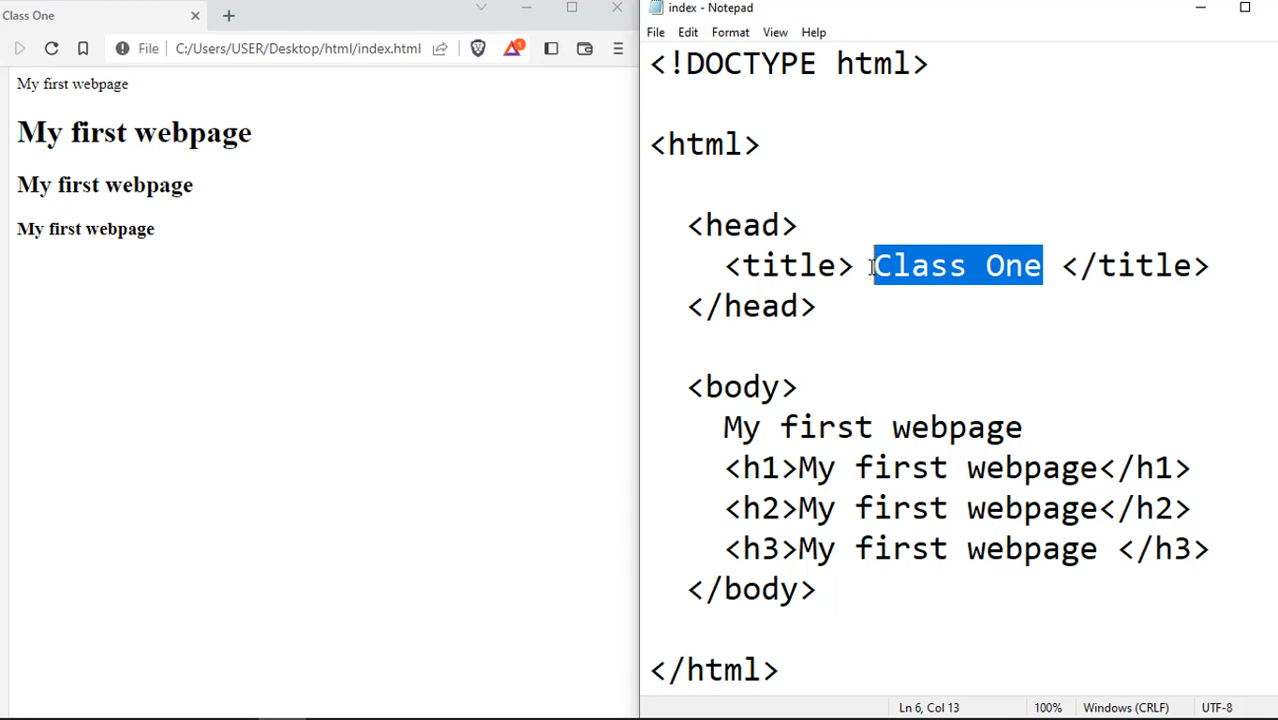 Class One
File C:/Users/USER/Desktop/html/index.html
My first webpage
My first webpage
My first webpage
My first webpage
index - Notepad
File Edit Format View Help
<!DOCTYPE html>
<html>
<head>
<title> Class One </title>
</head>
<body>
My first webpage
<h1>My first webpage</h1>
<h2>My first webpage</h2>
<h3>My first webpage </h3>
</body>
</html>
Ln 6, Col 13 100% Windows (CRLF) UTF-8